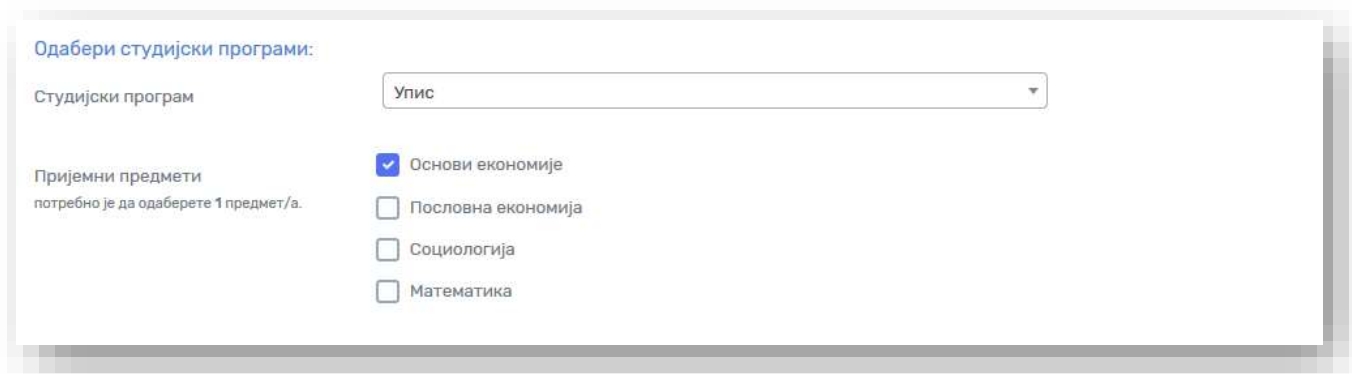 Одабери студијски програми:
Студијски програм
Упис
Пријемни предмети
потребно је да одаберете 1 предмет/а.
Основи економије
Пословна економија
Социологија
Математика